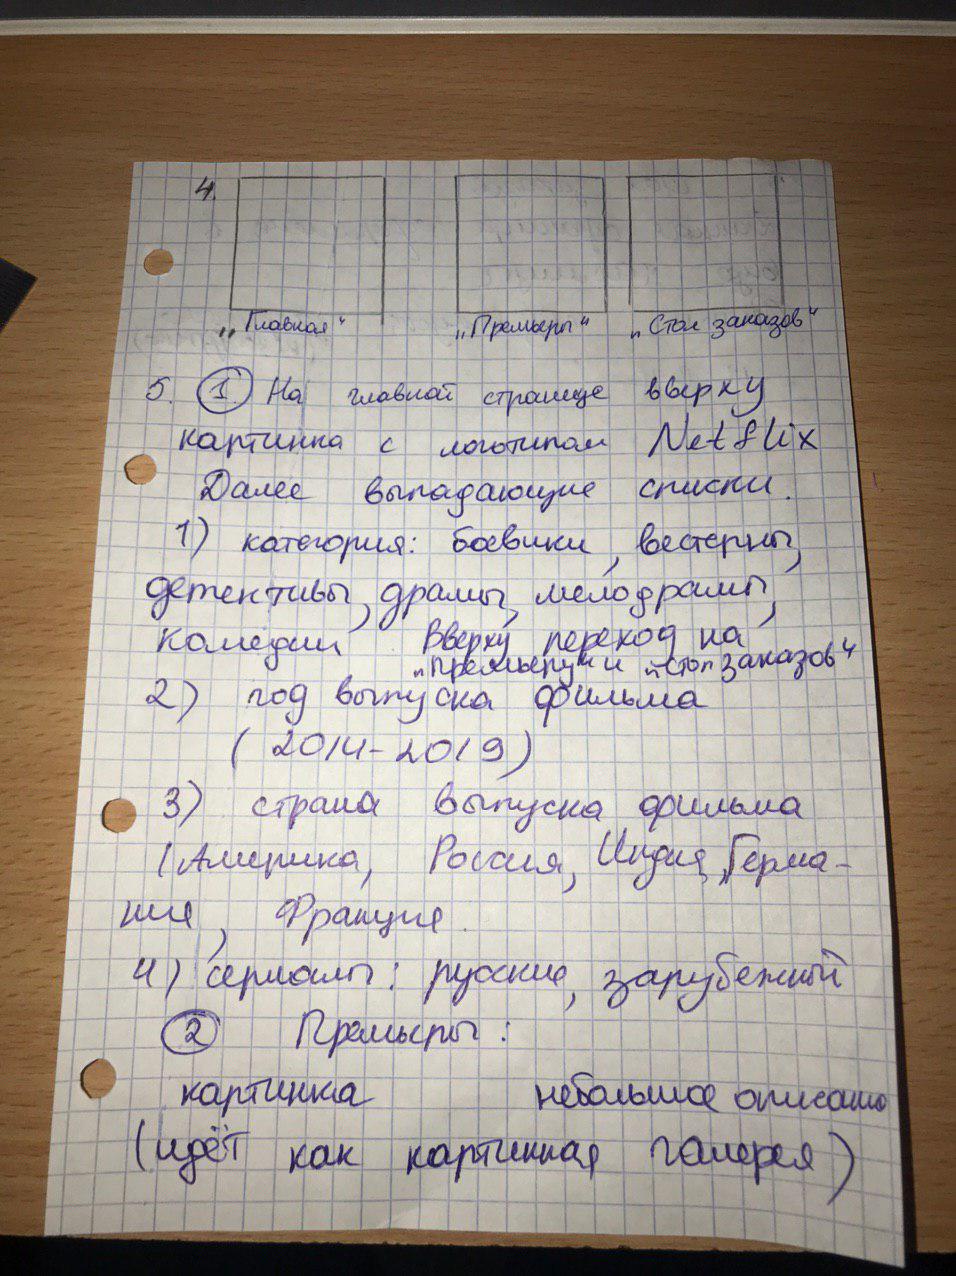 4.
„Главная“ „Премьеры“ „Стол заказов“
5. 1. На главной странице вверху
картинка с логотипом Netflix
Далее выпадающие списки.
1) категория: боевики, вестерны,
детективы, драмы, мелодрамы,
комедии Вверху переход на
„премьеры“ и „стол заказов“
2) год выпуска фильма
(2014-2019)
3) страна выпуска фильма
(Америка, Россия, Индия, Герма-
ния, Франция
4) сериалы: русские, зарубежный
2 Премьеры:
картинка небольшое описание
(идёт как картинная галерея)